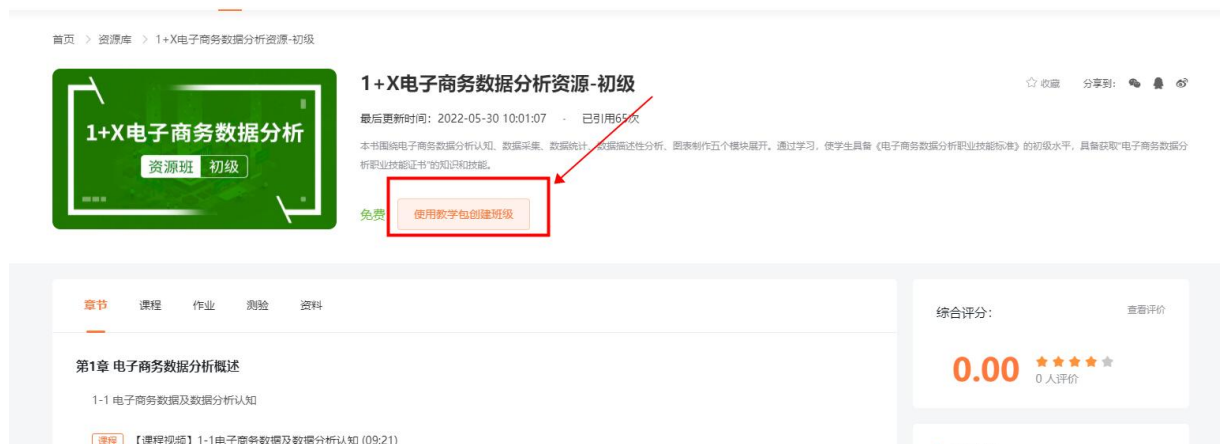 首页 > 资源库 > 1+X电子商务数据分析资源-初级
1+X电子商务数据分析
资源班 初级
1+X电子商务数据分析资源-初级
收藏 分享到:
最后更新时间：2022-05-30 10:01:07 · 已引用65次
本书围绕电子商务数据分析认知、数据采集、数据统计、数据描述性分析、图表制作五个模块展开。通过学习，使学生具备《电子商务数据分析职业技能标准》的初级水平，具备获取“电子商务数据分
析职业技能证书”的知识和技能。
免费 使用教学包创建班级
章节 课程 作业 测验 资料
第1章 电子商务数据分析概述
1-1 电子商务数据及数据分析认知
课程 【课程视频】1-1电子商务数据及数据分析认知 (09:21)
综合评分： 查看评价
0.00
0 人评价